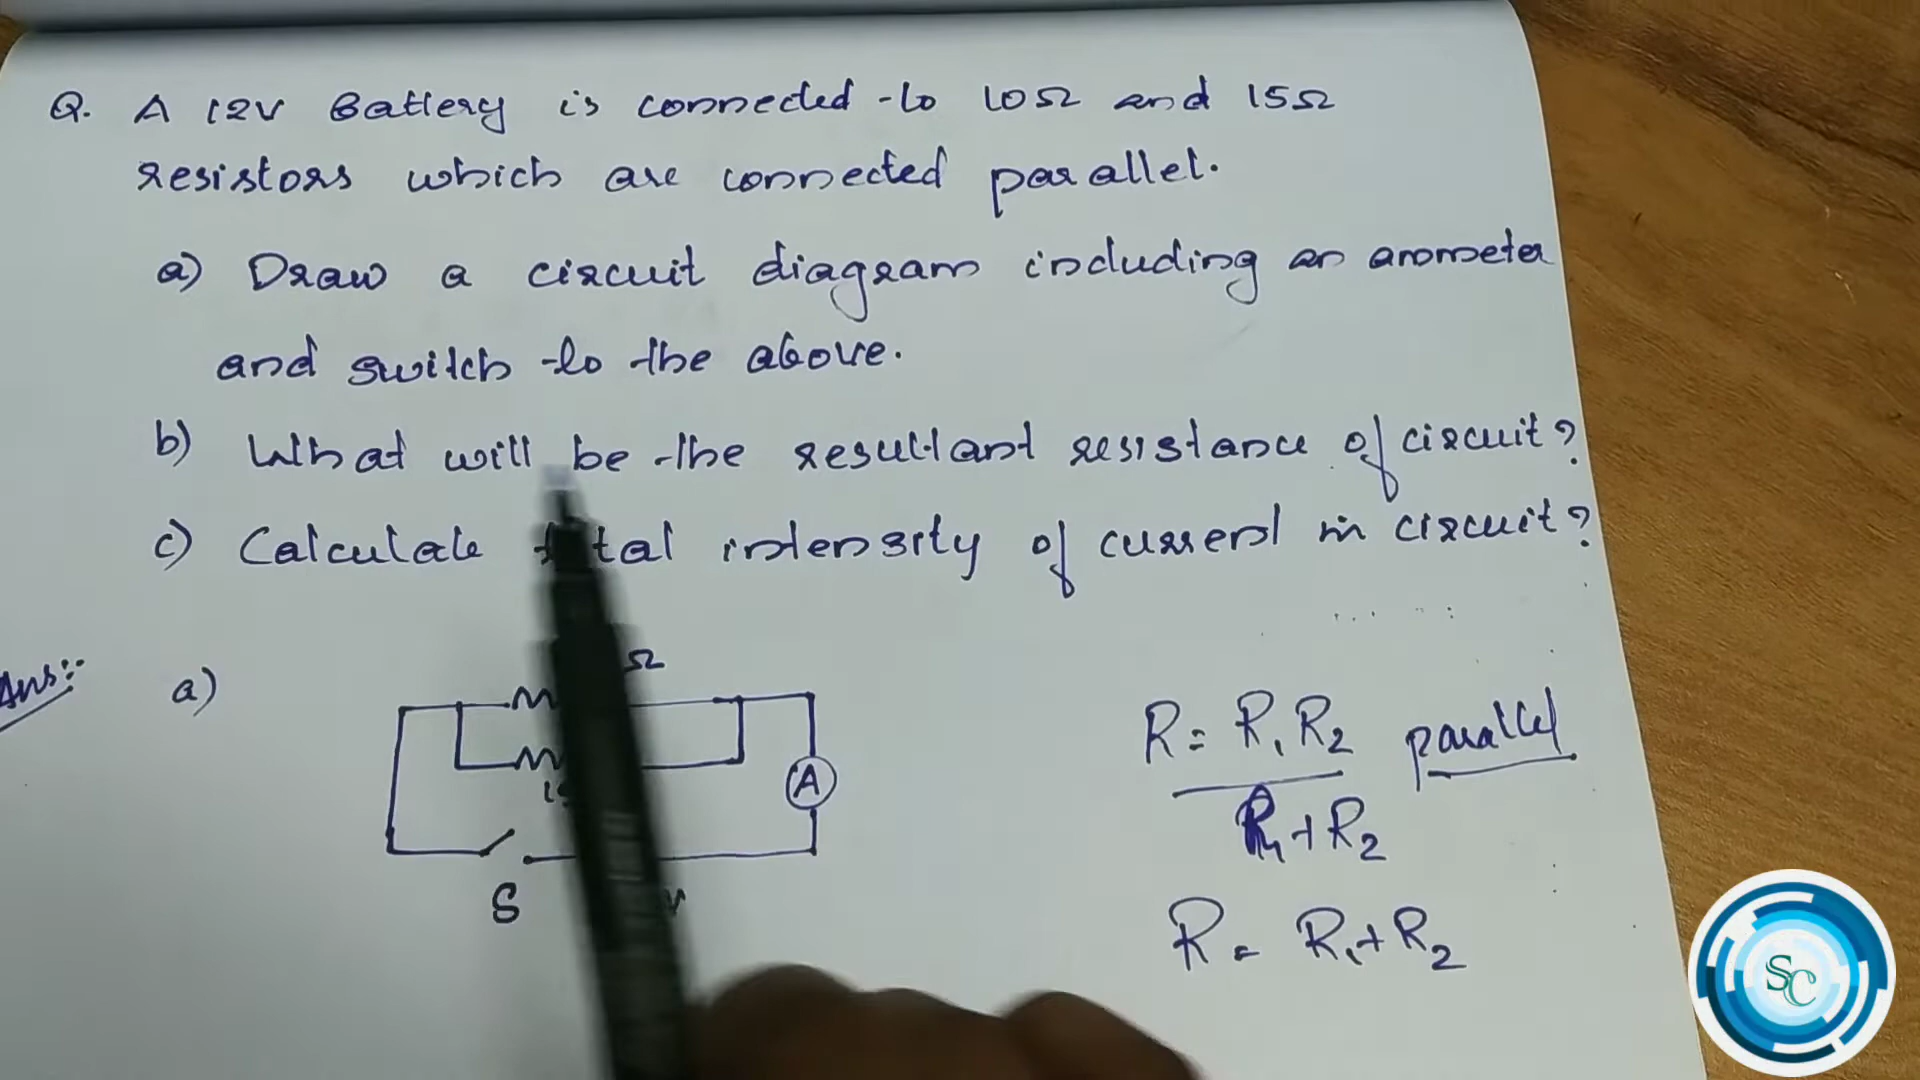 Q. A 12V Battery is connected to 10Ω and 15Ω
resistors which are connected parallel.
a) Draw a circuit diagram including an ammeter
and switch to the above.
b) What will be the resultant resistance of circuit?
c) Calculate total intensity of current in circuit?
Ans:-
a)
Ω
A
S
V
R = R₁R₂ parallel
R₁+R₂
R = R₁+R₂
SC